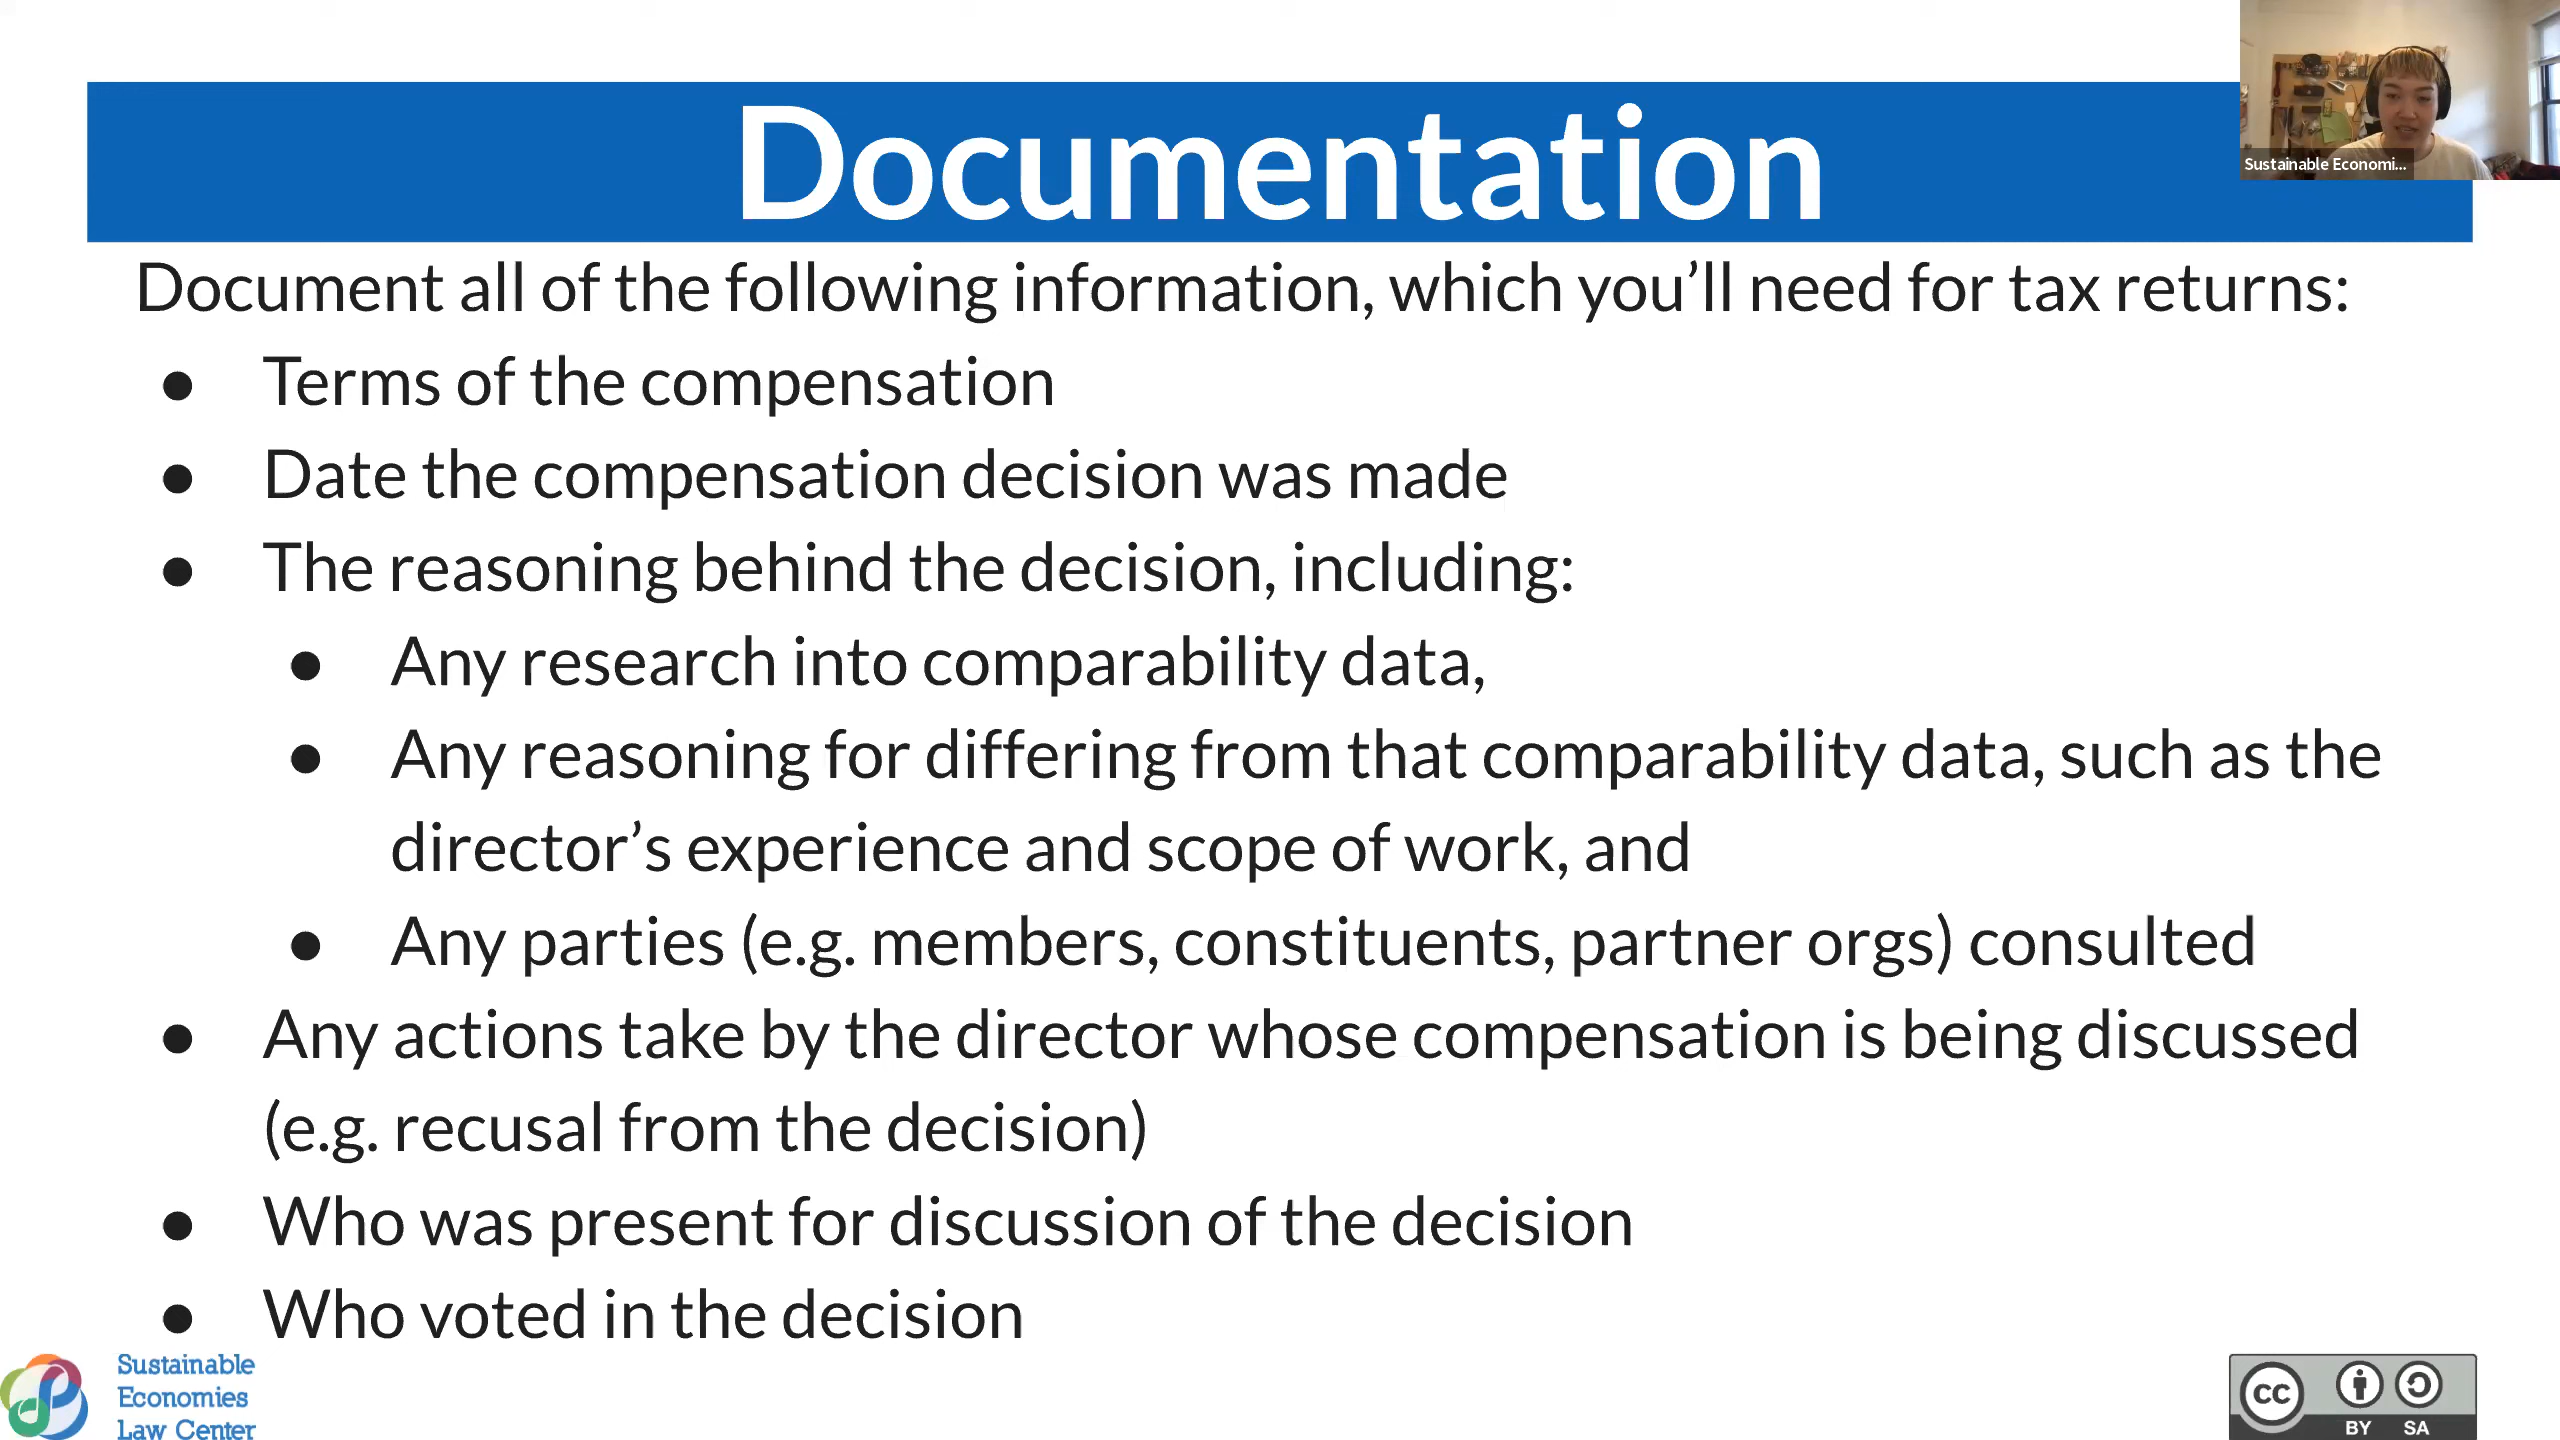 Documentation
Sustainable Economi...
Document all of the following information, which you’ll need for tax returns:
● Terms of the compensation
● Date the compensation decision was made
● The reasoning behind the decision, including:
● Any research into comparability data,
● Any reasoning for differing from that comparability data, such as the
director’s experience and scope of work, and
● Any parties (e.g. members, constituents, partner orgs) consulted
● Any actions take by the director whose compensation is being discussed
(e.g. recusal from the decision)
● Who was present for discussion of the decision
● Who voted in the decision
Sustainable
Economies
Law Center
cc
BY SA